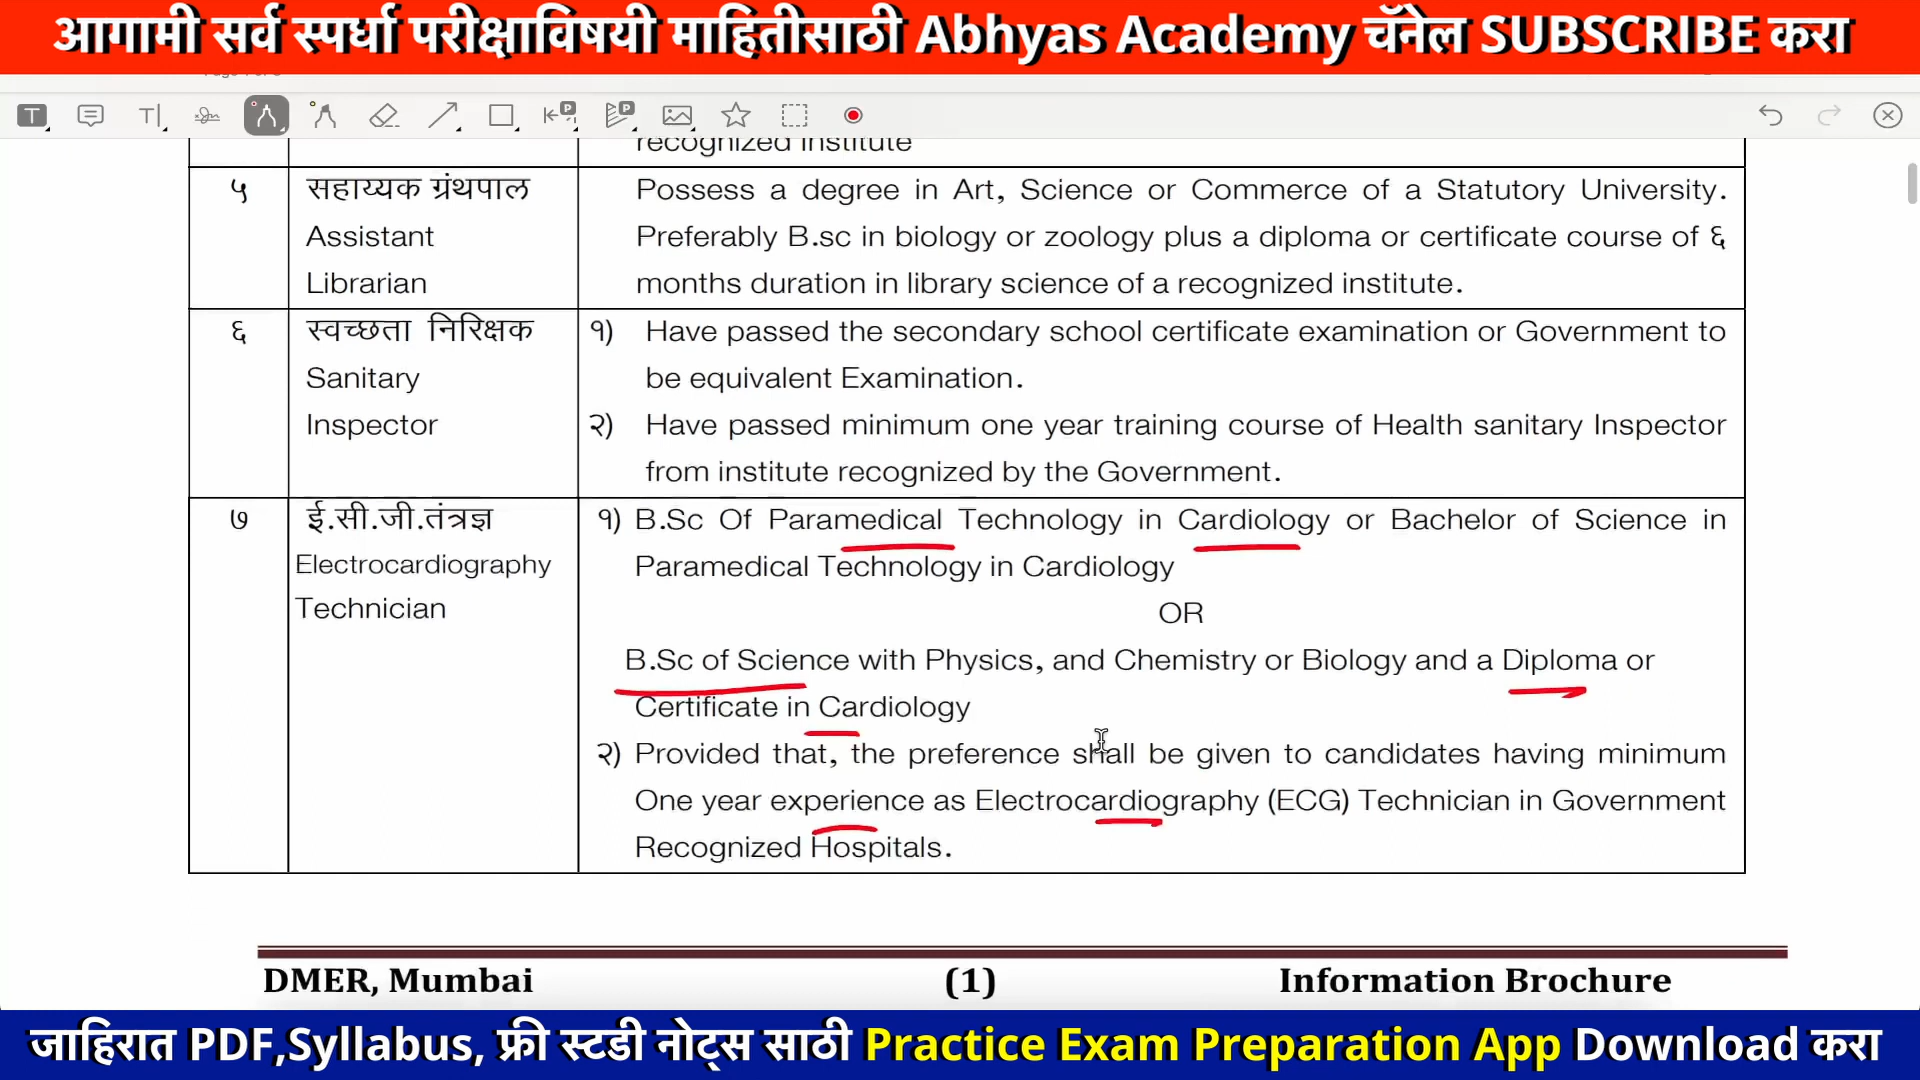 आगामी सर्व स्पर्धा परीक्षाविषयी माहितीसाठी Abhyas Academy चॅनेल SUBSCRIBE करा
recognized institute
५
सहाय्यक ग्रंथपाल
Assistant
Librarian
Possess a degree in Art, Science or Commerce of a Statutory University.
Preferably B.sc in biology or zoology plus a diploma or certificate course of ६
months duration in library science of a recognized institute.
६
स्वच्छता निरिक्षक
Sanitary
Inspector
१) Have passed the secondary school certificate examination or Government to
be equivalent Examination.
२) Have passed minimum one year training course of Health sanitary Inspector
from institute recognized by the Government.
७
ई.सी.जी.तंत्रज्ञ
Electrocardiography
Technician
१) B.Sc Of Paramedical Technology in Cardiology or Bachelor of Science in
Paramedical Technology in Cardiology
OR
B.Sc of Science with Physics, and Chemistry or Biology and a Diploma or
Certificate in Cardiology
२) Provided that, the preference shall be given to candidates having minimum
One year experience as Electrocardiography (ECG) Technician in Government
Recognized Hospitals.
DMER, Mumbai (1) Information Brochure
जाहिरात PDF,Syllabus, फ्री स्टडी नोट्स साठी Practice Exam Preparation App Download करा